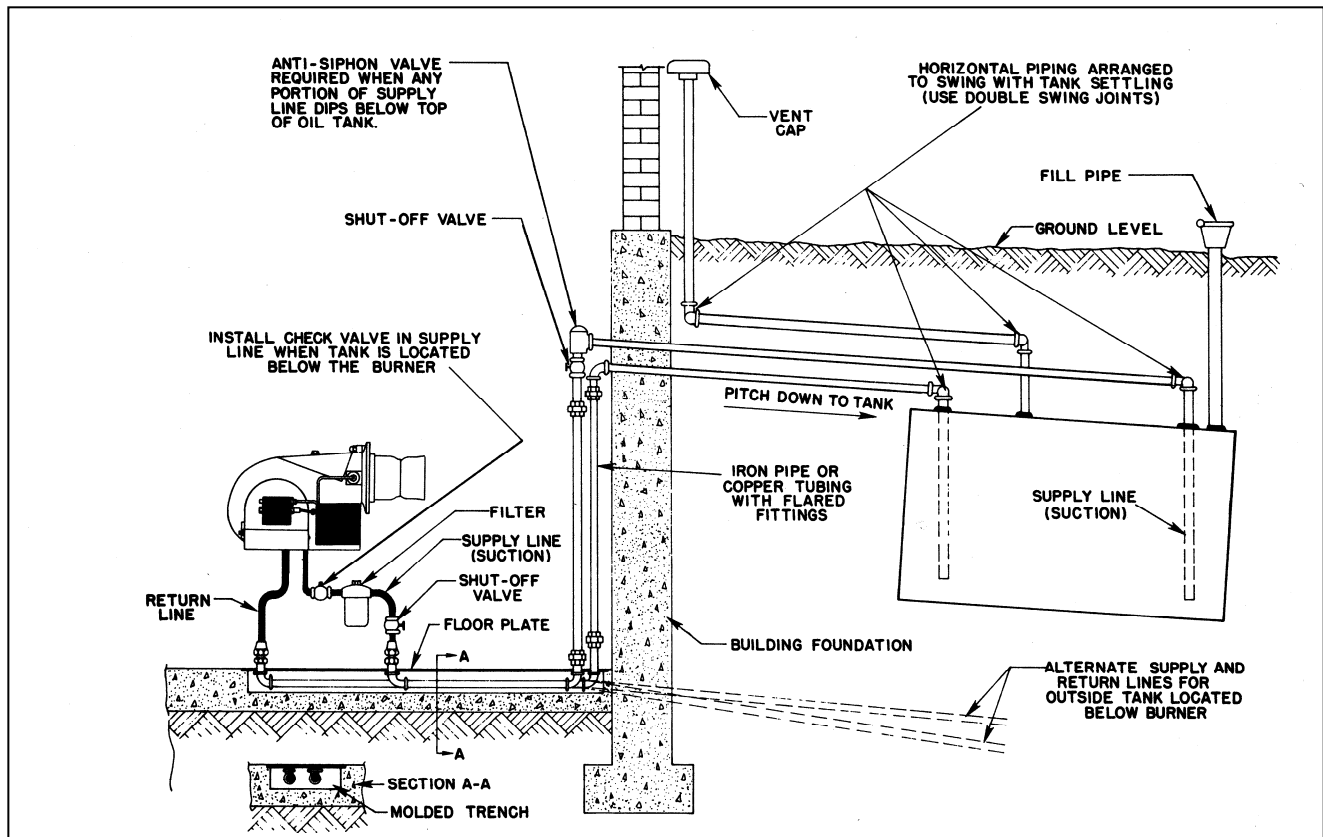 ANTI-SIPHON VALVE
REQUIRED WHEN ANY
PORTION OF SUPPLY
LINE DIPS BELOW TOP
OF OIL TANK.
VENT
CAP
HORIZONTAL PIPING ARRANGED
TO SWING WITH TANK SETTLING
(USE DOUBLE SWING JOINTS)
FILL PIPE
SHUT-OFF VALVE
GROUND LEVEL
INSTALL CHECK VALVE IN SUPPLY
LINE WHEN TANK IS LOCATED
BELOW THE BURNER
PITCH DOWN TO TANK
IRON PIPE OR
COPPER TUBING
WITH FLARED
FITTINGS
SUPPLY LINE
(SUCTION)
FILTER
SUPPLY LINE
(SUCTION)
SHUT-OFF
VALVE
RETURN
LINE
FLOOR PLATE
BUILDING FOUNDATION
A
ALTERNATE SUPPLY AND
RETURN LINES FOR
OUTSIDE TANK LOCATED
BELOW BURNER
A
SECTION A-A
MOLDED TRENCH